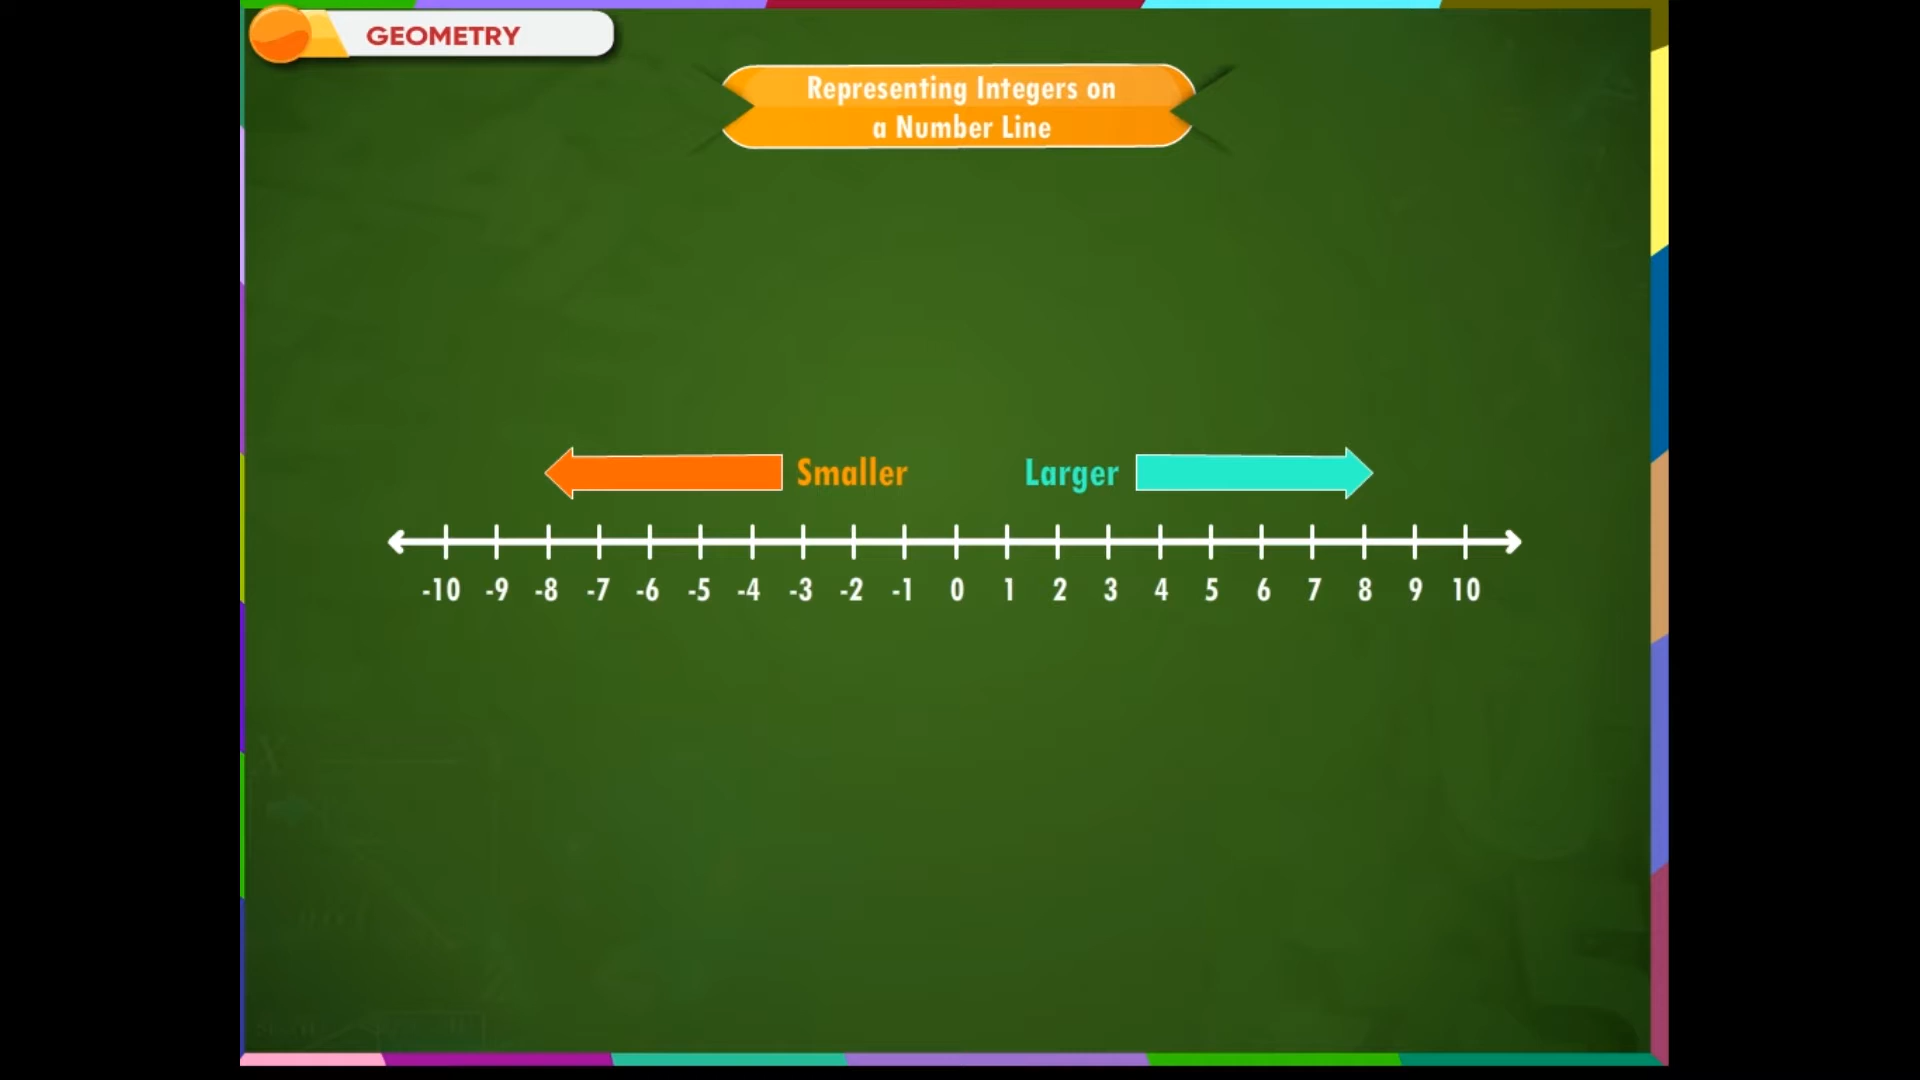 GEOMETRY
Representing Integers on
a Number Line
Smaller Larger
-10 -9 -8 -7 -6 -5 -4 -3 -2 -1 0 1 2 3 4 5 6 7 8 9 10